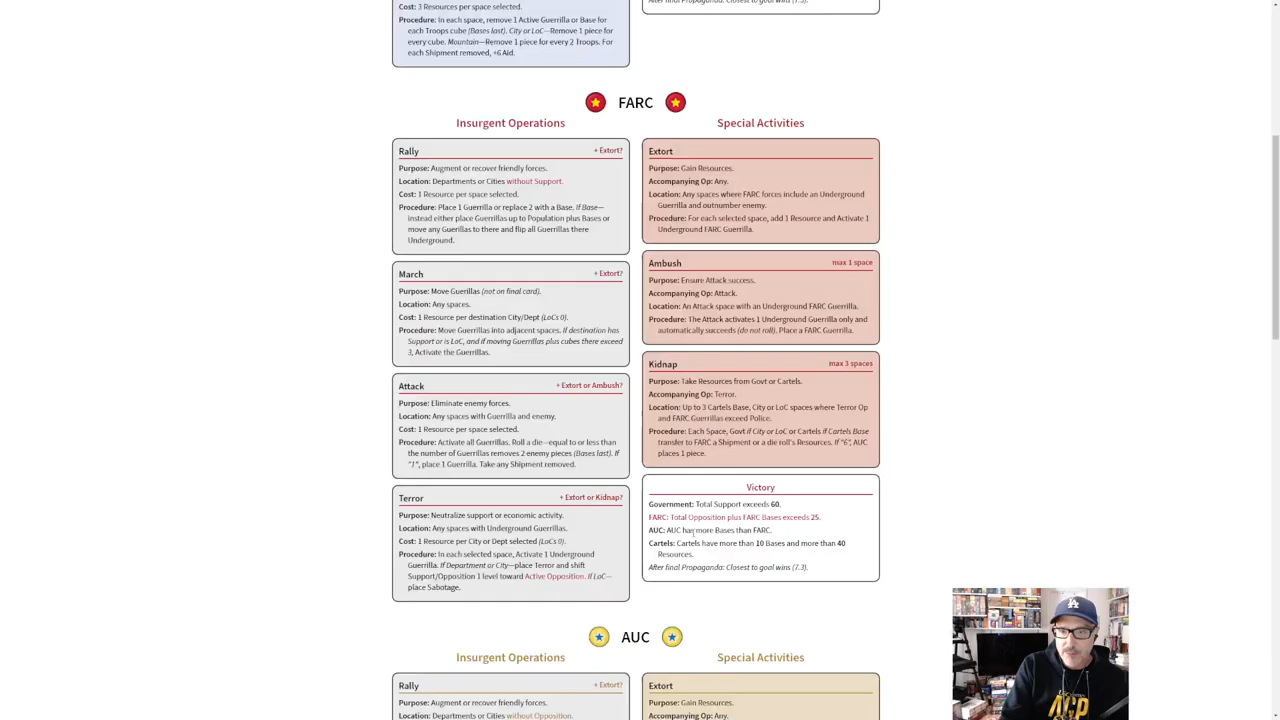 Cost: 3 Resources per space selected.
Procedure: In each space, remove 1 Active Guerrilla or Base for
each Troops cube (Bases last). City or LoC—Remove 1 piece for
every cube. Mountain—Remove 1 piece for every 2 Troops. For
each Shipment removed, +6 Aid.
After final Propaganda: Closest to goal wins (7.3).
FARC
Insurgent Operations
Rally + Extort?
Purpose: Augment or recover friendly forces.
Location: Departments or Cities without Support.
Cost: 1 Resource per space selected.
Procedure: Place 1 Guerrilla or replace 2 with a Base. If Base—
instead either place Guerrillas up to Population plus Bases or
move any Guerillas to there and flip all Guerrillas there
Underground.
March + Extort?
Purpose: Move Guerillas (not on final card).
Location: Any spaces.
Cost: 1 Resource per destination City/Dept (LoCs 0).
Procedure: Move Guerrillas into adjacent spaces. If destination has
Support or is LoC, and if moving Guerrillas plus cubes there exceed
3, Activate the Guerrillas.
Attack + Extort or Ambush?
Purpose: Eliminate enemy forces.
Location: Any spaces with Guerrilla and enemy.
Cost: 1 Resource per space selected.
Procedure: Activate all Guerrillas. Roll a die—equal to or less than
the number of Guerrillas removes 2 enemy pieces (Bases last). If
"1", place 1 Guerrilla. Take any Shipment removed.
Terror + Extort or Kidnap?
Purpose: Neutralize support or economic activity.
Location: Any spaces with Underground Guerrillas.
Cost: 1 Resource per City or Dept selected (LoCs 0).
Procedure: In each selected space, Activate 1 Underground
Guerrilla. If Department or City—place Terror and shift
Support/Opposition 1 level toward Active Opposition. If LoC—
place Sabotage.
Special Activities
Extort
Purpose: Gain Resources.
Accompanying Op: Any.
Location: Any spaces where FARC forces include an Underground
Guerrilla and outnumber enemy.
Procedure: For each selected space, add 1 Resource and Activate 1
Underground FARC Guerrilla.
Ambush max 1 space
Purpose: Ensure Attack success.
Accompanying Op: Attack.
Location: An Attack space with an Underground FARC Guerrilla.
Procedure: The Attack activates 1 Underground Guerrilla only and
automatically succeeds (do not roll). Place a FARC Guerrilla.
Kidnap max 3 spaces
Purpose: Take Resources from Govt or Cartels.
Accompanying Op: Terror.
Location: Up to 3 Cartels Base, City or LoC spaces where Terror Op
and FARC Guerrillas exceed Police.
Procedure: Each Space, Govt if City or LoC or Cartels if Cartels Base
transfer to FARC a Shipment or a die roll's Resources. If "6", AUC
places 1 piece.
Victory
Government: Total Support exceeds 60.
FARC: Total Opposition plus FARC Bases exceeds 25.
AUC: AUC has more Bases than FARC.
Cartels: Cartels have more than 10 Bases and more than 40
Resources.
After final Propaganda: Closest to goal wins (7.3).
AUC
Insurgent Operations
Rally + Extort?
Purpose: Augment or recover friendly forces.
Location: Departments or Cities without Opposition.
Special Activities
Extort
Purpose: Gain Resources.
Accompanying Op: Any.